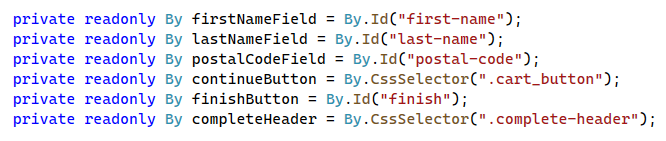 private readonly By firstNameField = By.Id("first-name");
private readonly By lastNameField = By.Id("last-name");
private readonly By postalCodeField = By.Id("postal-code");
private readonly By continueButton = By.CssSelector(".cart_button");
private readonly By finishButton = By.Id("finish");
private readonly By completeHeader = By.CssSelector(".complete-header");